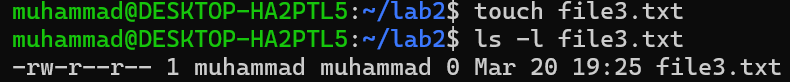 muhammad@DESKTOP-HA2PTL5:~/lab2$ touch file3.txt
muhammad@DESKTOP-HA2PTL5:~/lab2$ ls -l file3.txt
-rw-r--r-- 1 muhammad muhammad 0 Mar 20 19:25 file3.txt